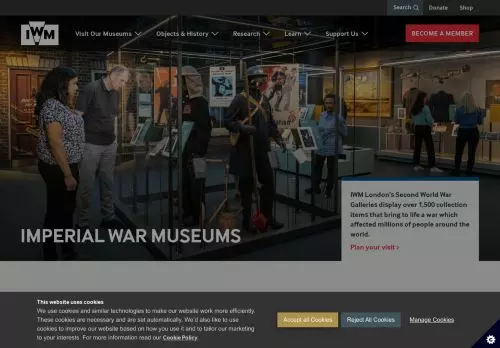 Search Donate Shop
IWM
Visit Our Museums Objects & History Research Learn Support Us BECOME A MEMBER
IMPERIAL WAR MUSEUMS
IWM London's Second World War
Galleries display over 1,500 collection
items that bring to life a war which
affected millions of people around the
world.
Plan your visit ›
This website uses cookies
We use cookies and similar technologies to make our website work more efficiently.
These cookies are necessary and are set automatically. We'd also like to use
cookies to improve our website based on how you use it and to tailor our marketing
to your interests. For more information read our Cookie Policy.
Accept all Cookies Reject All Cookies Manage Cookies